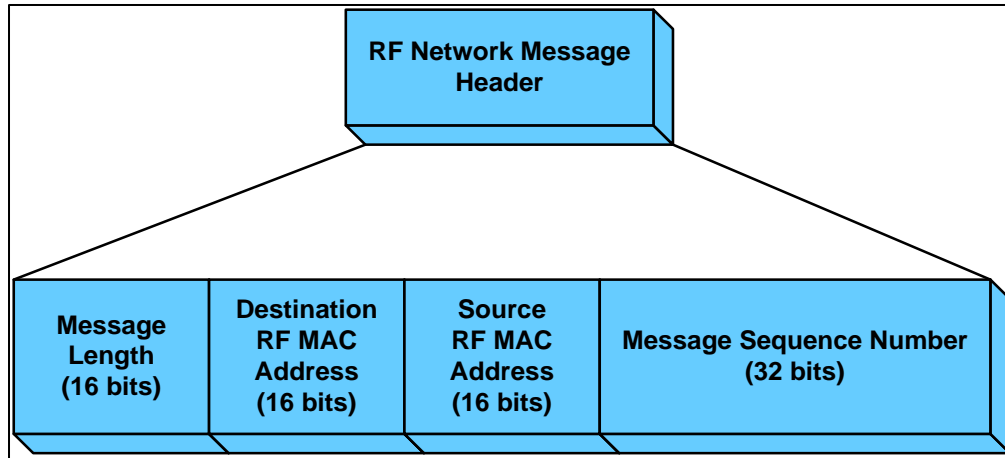 RF Network Message
Header
Message
Length
(16 bits)
Destination
RF MAC
Address
(16 bits)
Source
RF MAC
Address
(16 bits)
Message Sequence Number
(32 bits)